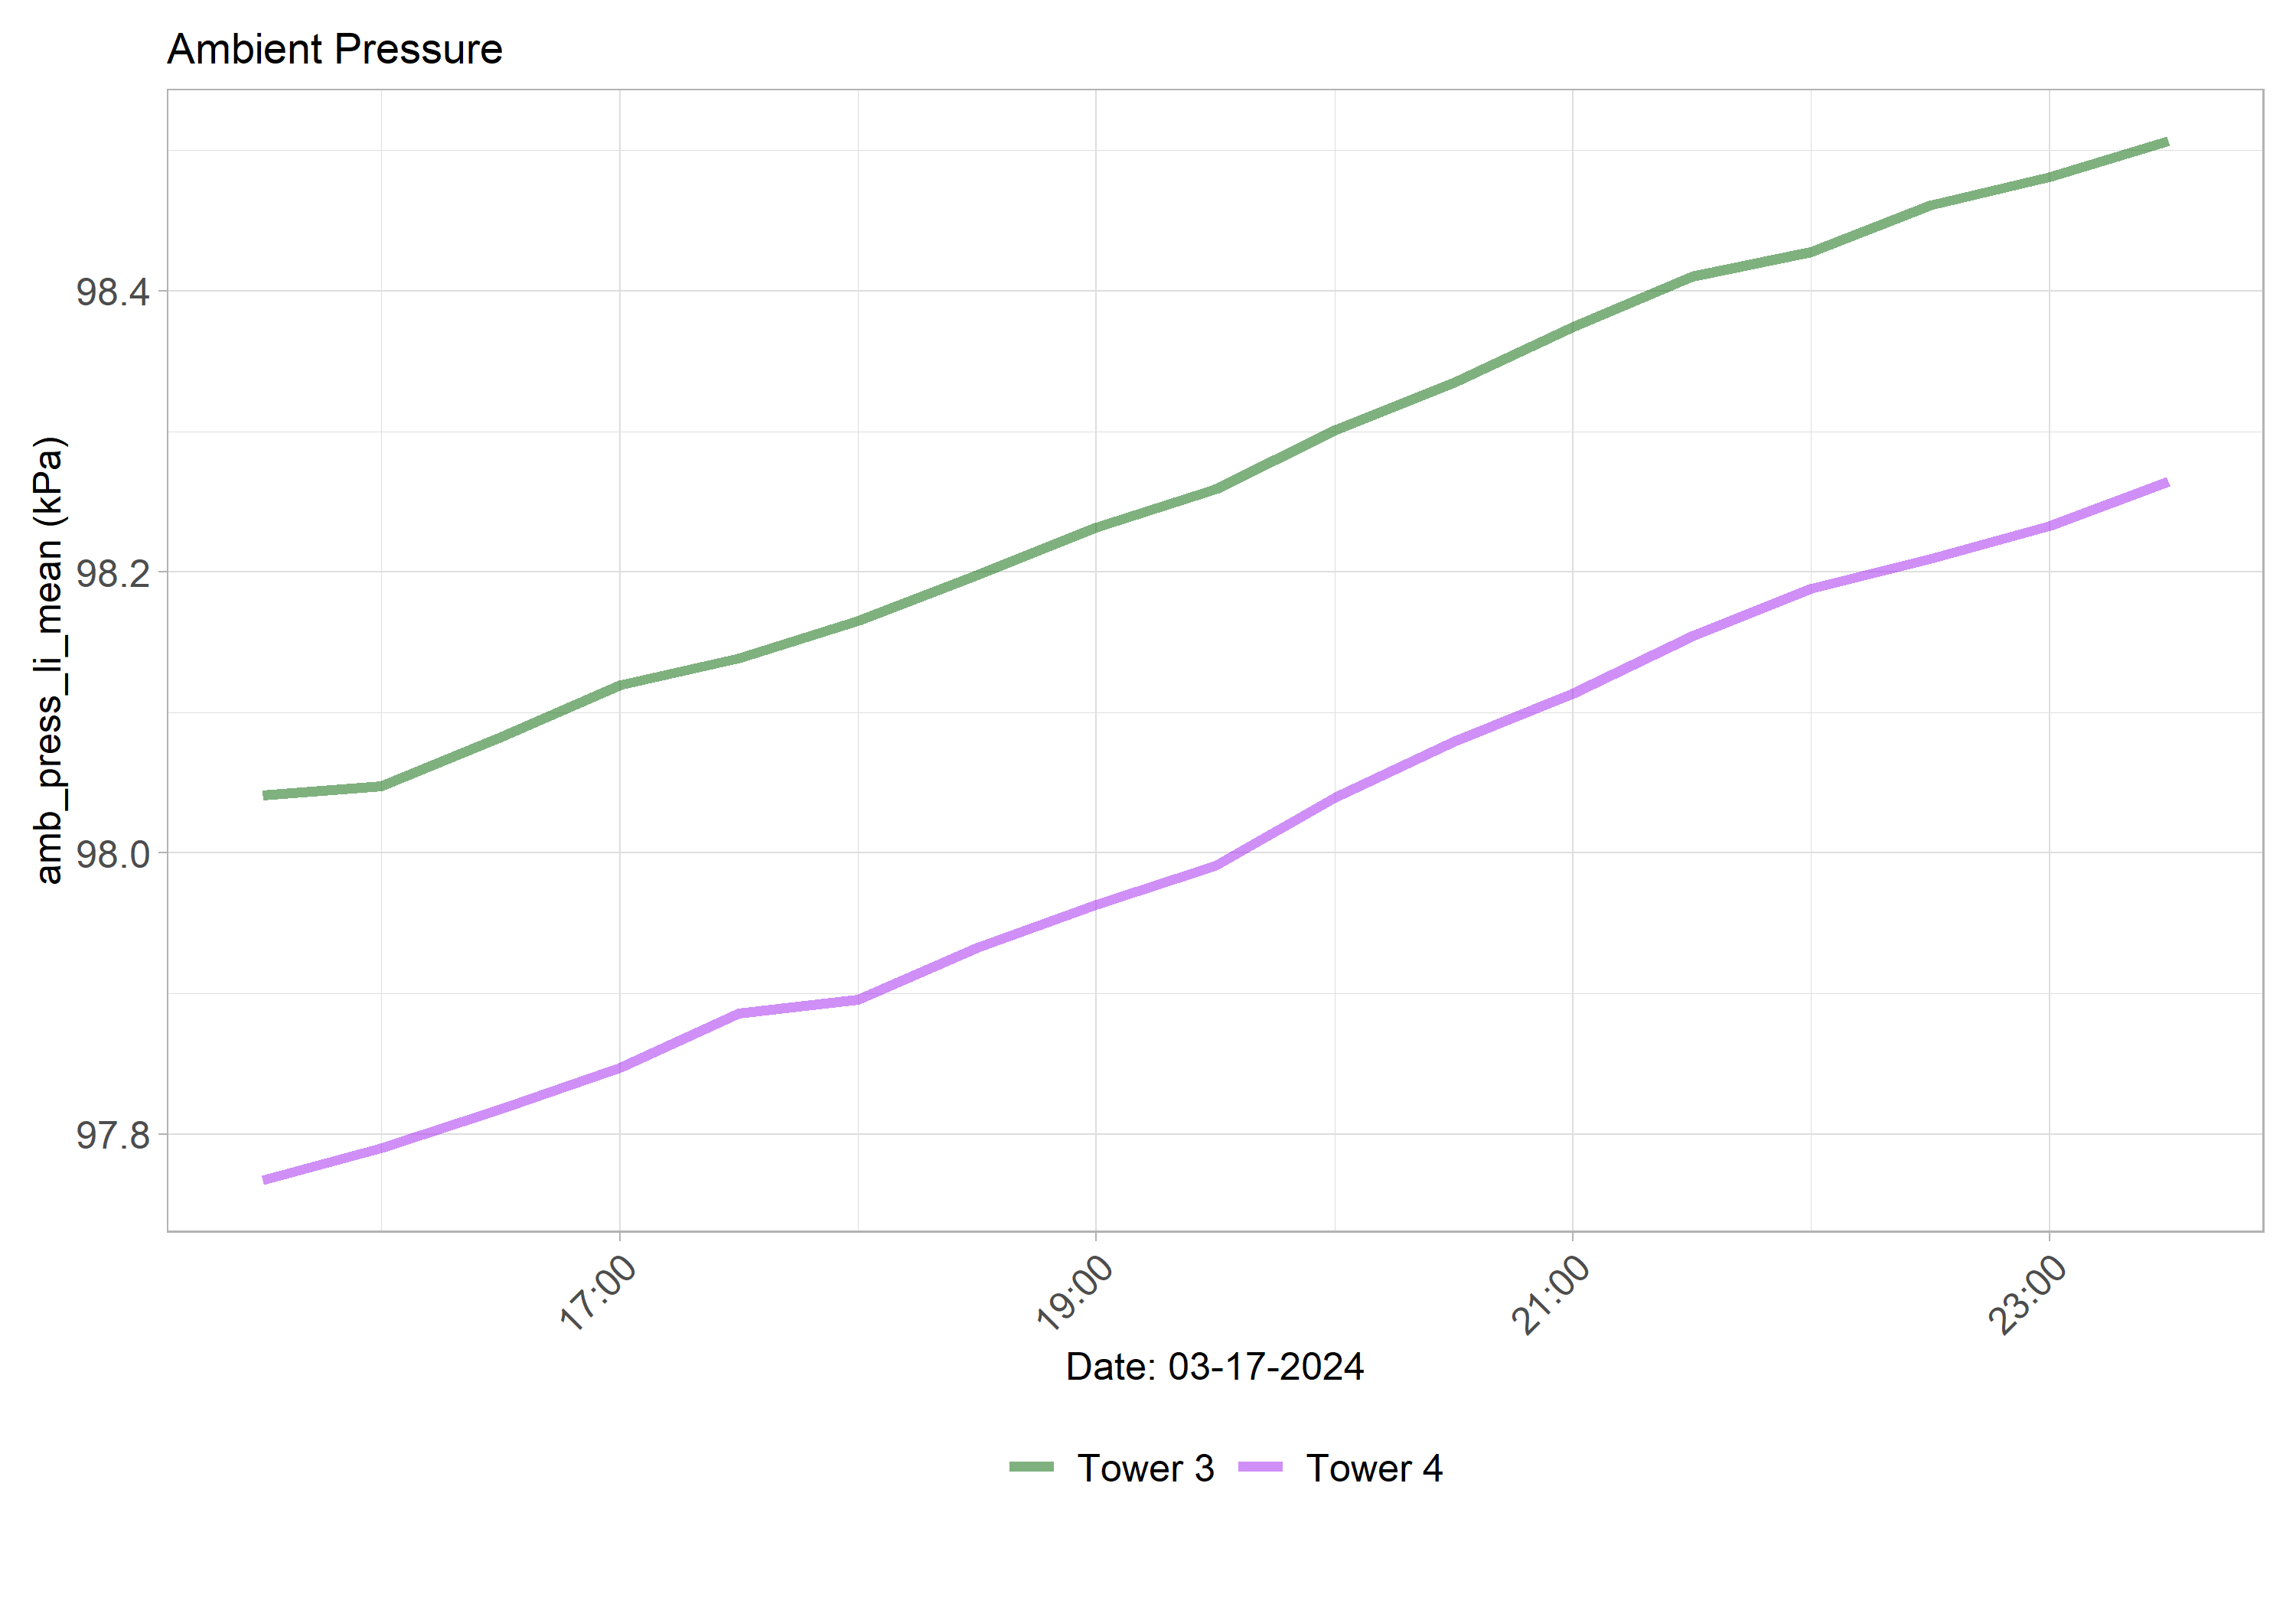 Ambient Pressure
amb_press_li_mean (kPa)
98.4
98.2
98.0
97.8
17:00 19:00 21:00 23:00
Date: 03-17-2024
Tower 3 Tower 4